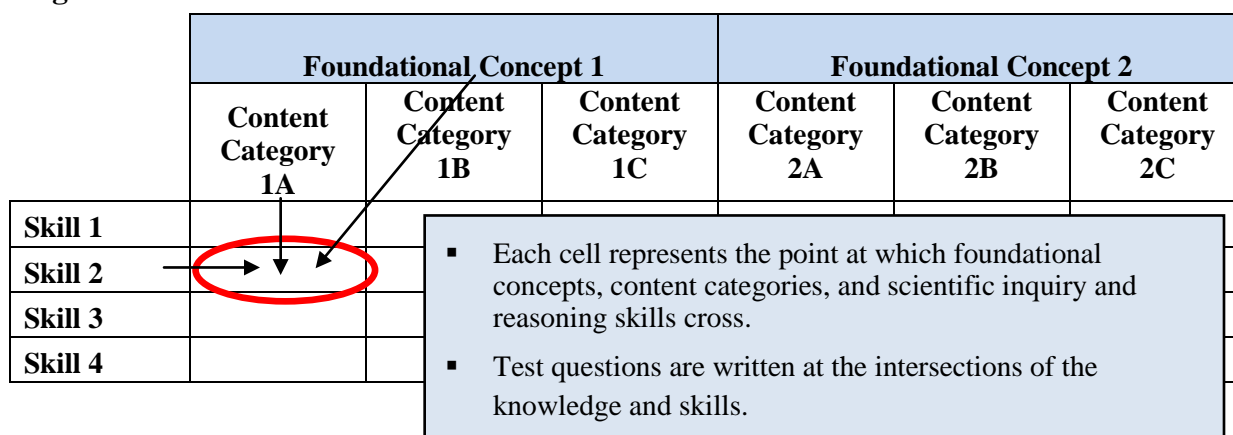 Foundational Concept 1 Foundational Concept 2
Content Category 1A Content Category 1B Content Category 1C Content Category 2A Content Category 2B Content Category 2C
Skill 1
Skill 2
Skill 3
Skill 4
▪ Each cell represents the point at which foundational
concepts, content categories, and scientific inquiry and
reasoning skills cross.
▪ Test questions are written at the intersections of the
knowledge and skills.